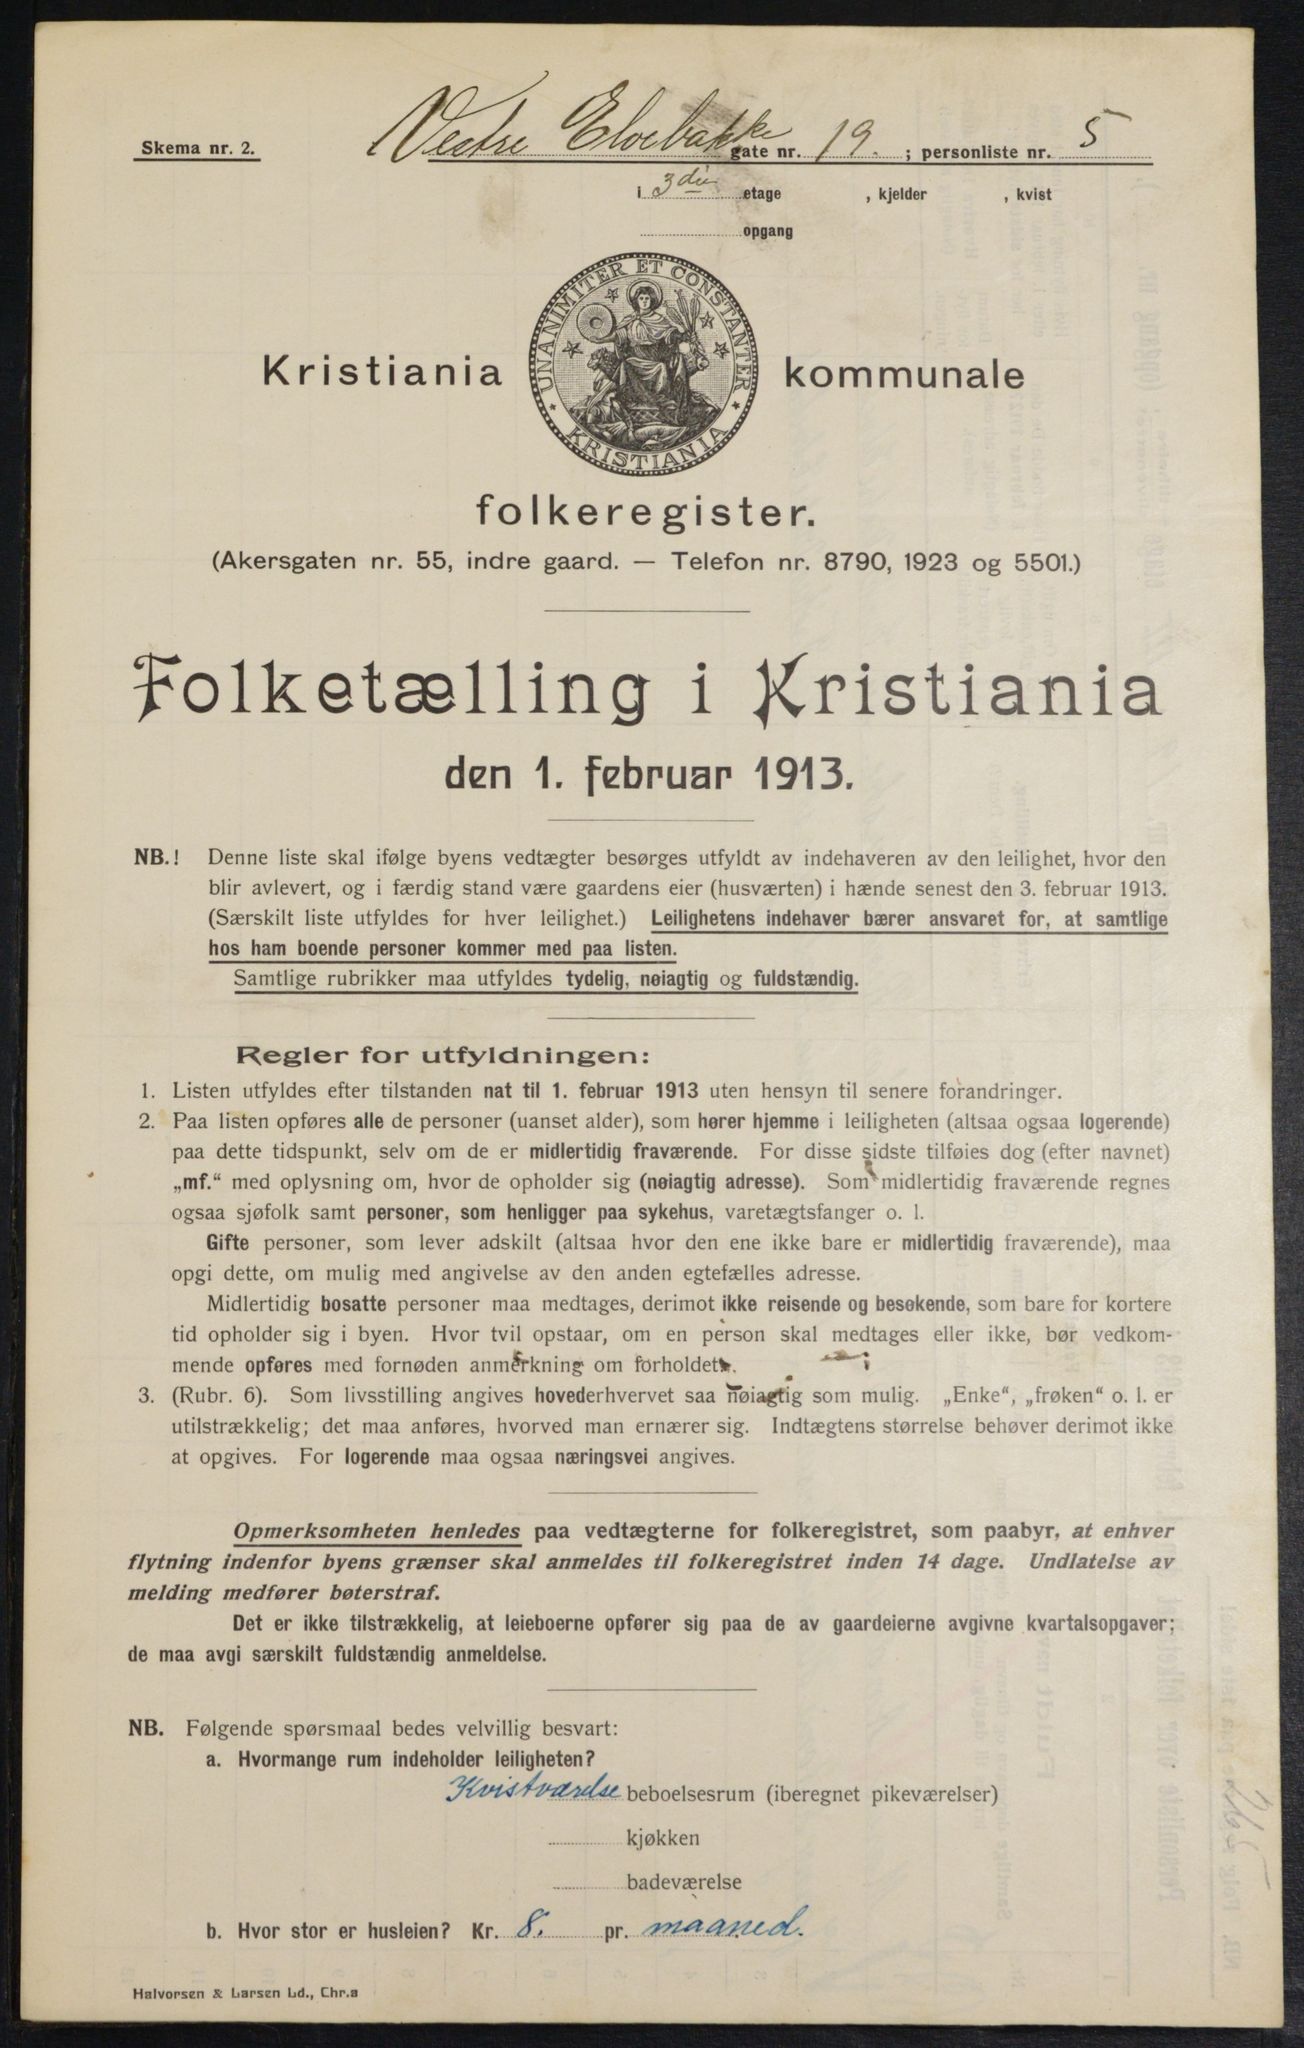 Skema nr. 2.
Vestre Elvebakke gate nr. 19. ; personliste nr. 5
i 3die etage , kjelder , kvist
opgang
UNANIMITER ET CONSTANTER
KRISTIANIA
Kristiania kommunale
folkeregister.
(Akersgaten nr. 55, indre gaard. — Telefon nr. 8790, 1923 og 5501.)
Folketælling i Kristiania
den 1. februar 1913.
NB.! Denne liste skal ifølge byens vedtægter besørges utfyldt av indehaveren av den leilighet, hvor den
blir avlevert, og i færdig stand være gaardens eier (husværten) i hænde senest den 3. februar 1913.
(Særskilt liste utfyldes for hver leilighet.) Leilighetens indehaver bærer ansvaret for, at samtlige
hos ham boende personer kommer med paa listen.
Samtlige rubrikker maa utfyldes tydelig, nøiagtig og fuldstændig.
Regler for utfyldningen:
1. Listen utfyldes efter tilstanden nat til 1. februar 1913 uten hensyn til senere forandringer.
2. Paa listen opføres alle de personer (uanset alder), som hører hjemme i leiligheten (altsaa ogsaa logerende)
paa dette tidspunkt, selv om de er midlertidig fraværende. For disse sidste tilføies dog (efter navnet)
„mf.“ med oplysning om, hvor de opholder sig (nøiagtig adresse). Som midlertidig fraværende regnes
ogsaa sjøfolk samt personer, som henligger paa sykehus, varetægtsfanger o. l.
Gifte personer, som lever adskilt (altsaa hvor den ene ikke bare er midlertidig fraværende), maa
opgi dette, om mulig med angivelse av den anden egtefælles adresse.
Midlertidig bosatte personer maa medtages, derimot ikke reisende og besøkende, som bare for kortere
tid opholder sig i byen. Hvor tvil opstaar, om en person skal medtages eller ikke, bør vedkom-
mende opføres med fornøden anmerkning om forholdet.
3. (Rubr. 6). Som livsstilling angives hovederhvervet saa nøiagtig som mulig. „Enke“, „frøken“ o. l. er
utilstrækkelig; det maa anføres, hvorved man ernærer sig. Indtægtens størrelse behøver derimot ikke
at opgives. For logerende maa ogsaa næringsvei angives.
Opmerksomheten henledes paa vedtægterne for folkeregistret, som paabyr, at enhver
flytning indenfor byens grænser skal anmeldes til folkeregistret inden 14 dage. Undlatelse av
melding medfører bøterstraf.
Det er ikke tilstrækkelig, at leieboerne opfører sig paa de av gaardeierne avgivne kvartalsopgaver;
de maa avgi særskilt fuldstændig anmeldelse.
NB. Følgende spørsmaal bedes velvillig besvart:
a. Hvormange rum indeholder leiligheten?
Kvistværelse beboelsesrum (iberegnet pikeværelser)
kjøkken
badeværelse
b. Hvor stor er husleien? Kr. 8. pr. maaned.
Halvorsen & Larsen Ld., Chr.a